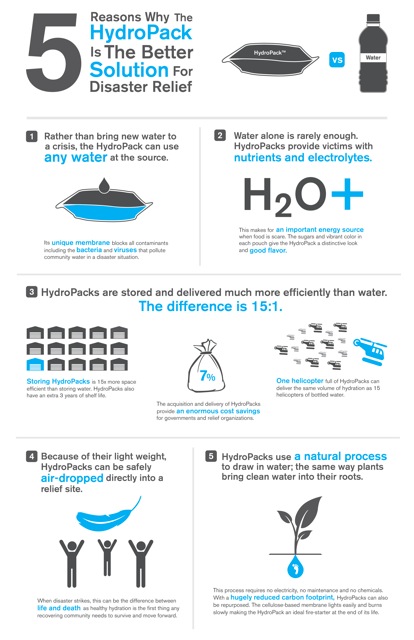 5
Reasons Why The
HydroPack
Is The Better
Solution For
Disaster Relief
HydroPack™
vs
Water
1
Rather than bring new water to
a crisis, the HydroPack can use
any water at the source.
Its unique membrane blocks all contaminants
including the bacteria and viruses that pollute
community water in a disaster situation.
2
Water alone is rarely enough.
HydroPacks provide victims with
nutrients and electrolytes.
H2O+
This makes for an important energy source
when food is scarce. The sugars and vibrant color in
each pouch give the HydroPack a distinctive look
and good flavor.
3
HydroPacks are stored and delivered much more efficiently than water.
The difference is 15:1.
Storing HydroPacks is 15x more space
efficient than storing water. HydroPacks also
have an extra 3 years of shelf life.
7%
The acquisition and delivery of HydroPacks
provide an enormous cost savings
for governments and relief organizations.
One helicopter full of HydroPacks can
deliver the same volume of hydration as 15
helicopters of bottled water.
4
Because of their light weight,
HydroPacks can be safely
air-dropped directly into a
relief site.
When disaster strikes, this can be the difference between
life and death as healthy hydration is the first thing any
recovering community needs to survive and move forward.
5
HydroPacks use a natural process
to draw in water; the same way plants
bring clean water into their roots.
This process requires no electricity, no maintenance and no chemicals.
With a hugely reduced carbon footprint, HydroPacks can also
be repurposed. The cellulose-based membrane lights easily and burns
slowly making the HydroPack an ideal fire-starter at the end of its life.